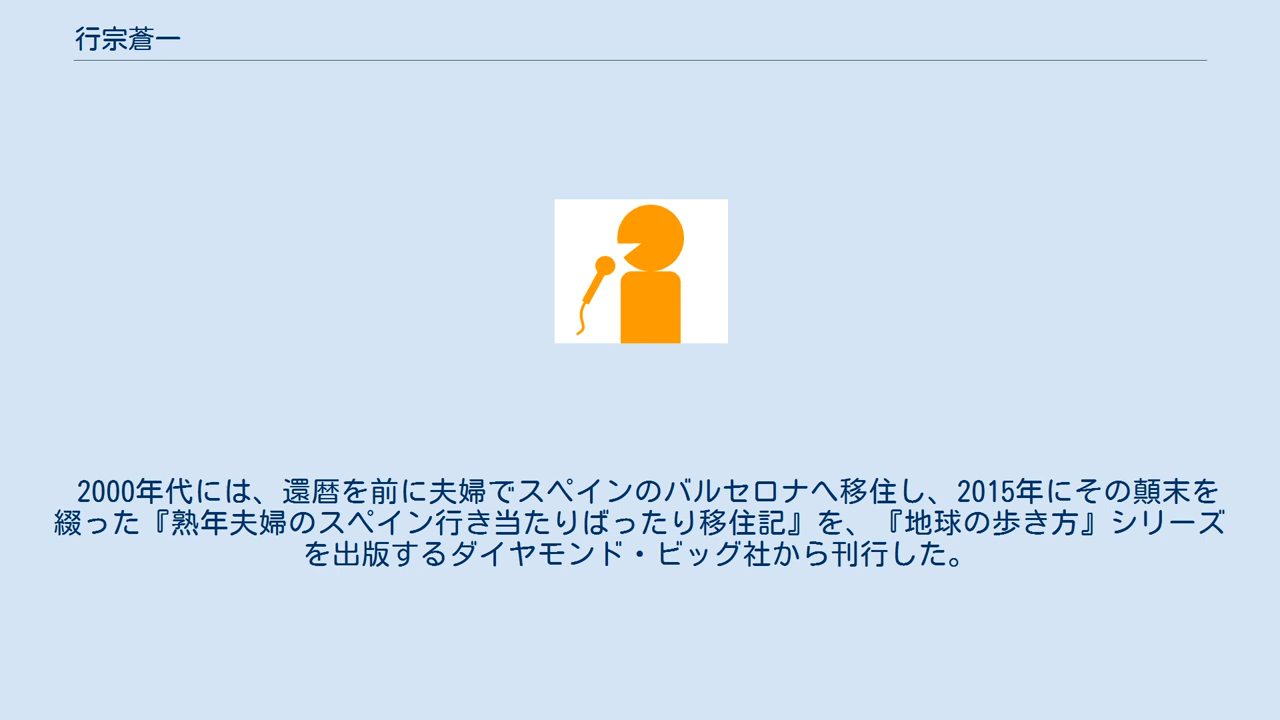 行宗蒼一
2000年代には、還暦を前に夫婦でスペインのバルセロナへ移住し、2015年にその顛末を
綴った『熟年夫婦のスペイン行き当たりばったり移住記』を、『地球の歩き方』シリーズ
を出版するダイヤモンド・ビッグ社から刊行した。